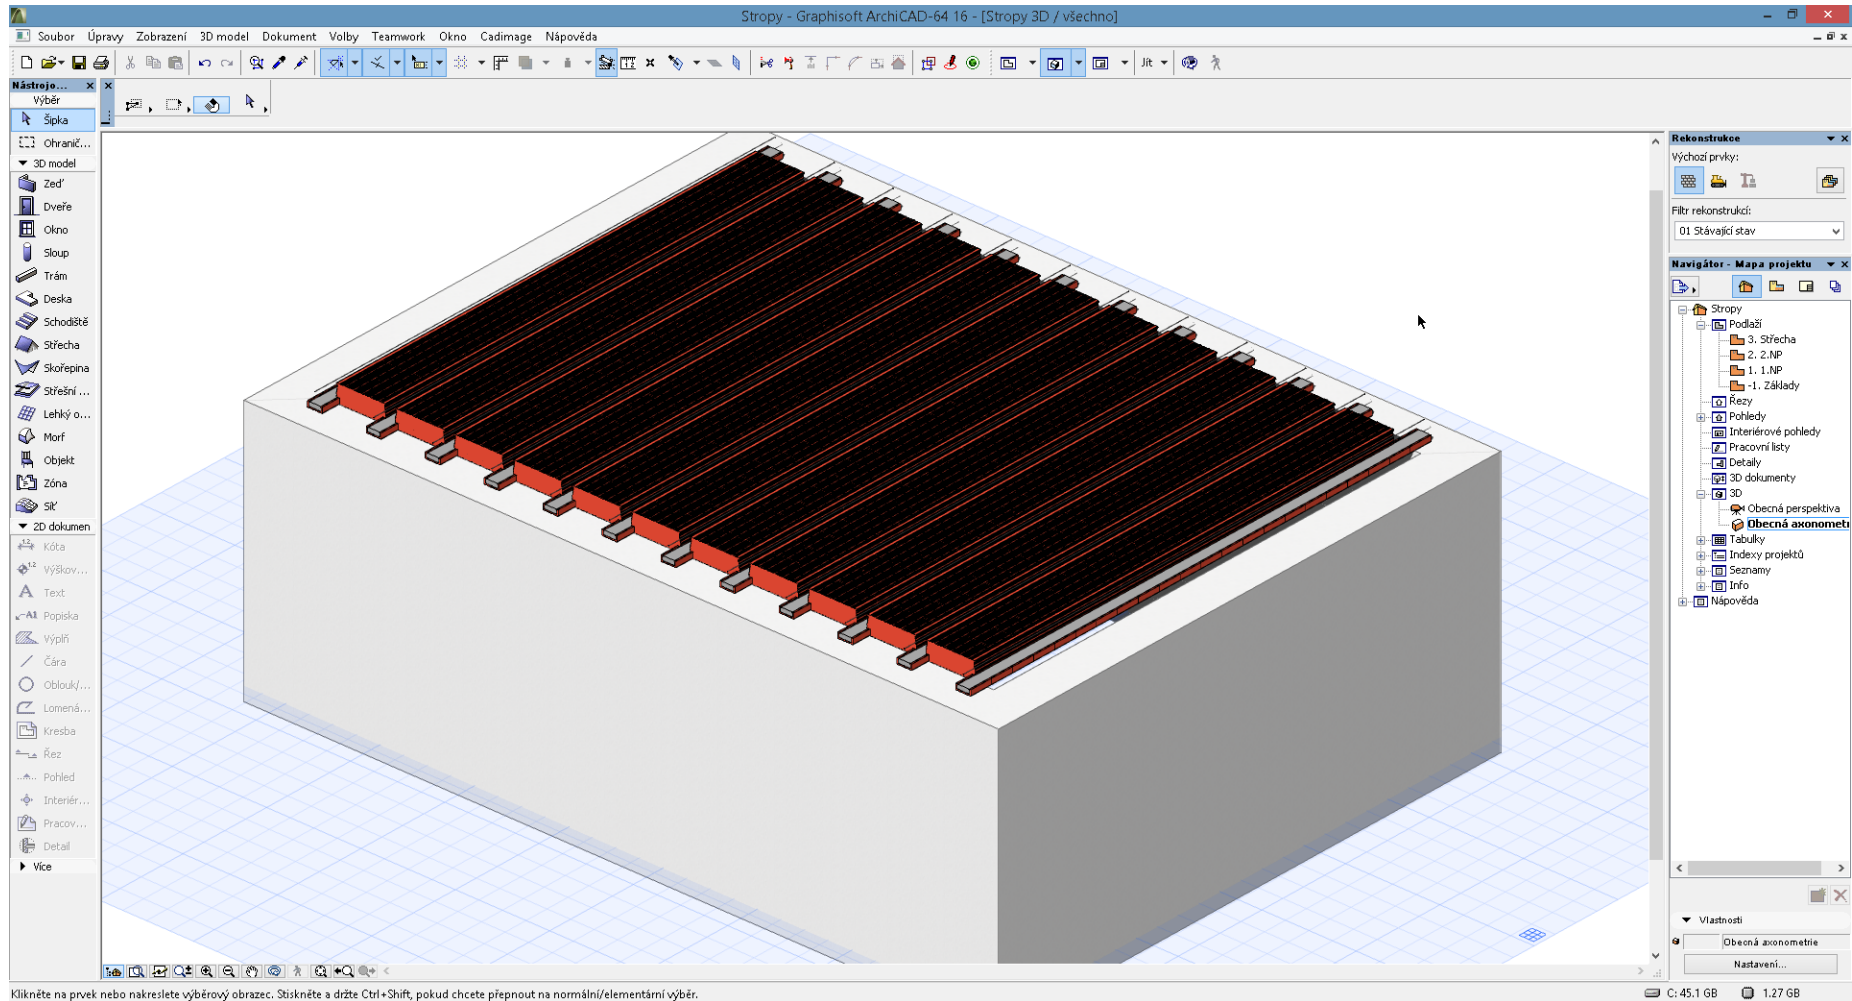 Stropy - Graphisoft ArchiCAD-64 16 - [Stropy 3D / všechno]
Soubor Úpravy Zobrazení 3D model Dokument Volby Teamwork Okno Cadimage Nápověda
Jít
Nástrojo...
Výběr
Šipka
Ohranič...
3D model
Zeď
Dveře
Okno
Sloup
Trám
Deska
Schodiště
Střecha
Skořepina
Střešní ...
Lehký o...
Morf
Objekt
Zóna
Síť
2D dokumen
Kóta
Výškov...
Text
Popiska
Výplň
Čára
Oblouk/...
Lomená...
Kresba
Řez
Pohled
Interiér...
Pracov...
Detail
Více
Rekonstrukce
Výchozí prvky:
Filtr rekonstrukcí:
01 Stávající stav
Navigátor - Mapa projektu
Stropy
Podlaží
3. Střecha
2. 2.NP
1. 1.NP
-1. Základy
Řezy
Pohledy
Interiérové pohledy
Pracovní listy
Detaily
3D dokumenty
3D
Obecná perspektiva
Obecná axonometri
Tabulky
Indexy projektů
Seznamy
Info
Nápověda
Vlastnosti
Obecná axonometrie
Nastavení...
Klikněte na prvek nebo nakreslete výběrový obrazec. Stiskněte a držte Ctrl+Shift, pokud chcete přepnout na normální/elementární výběr.
C: 45.1 GB 1.27 GB